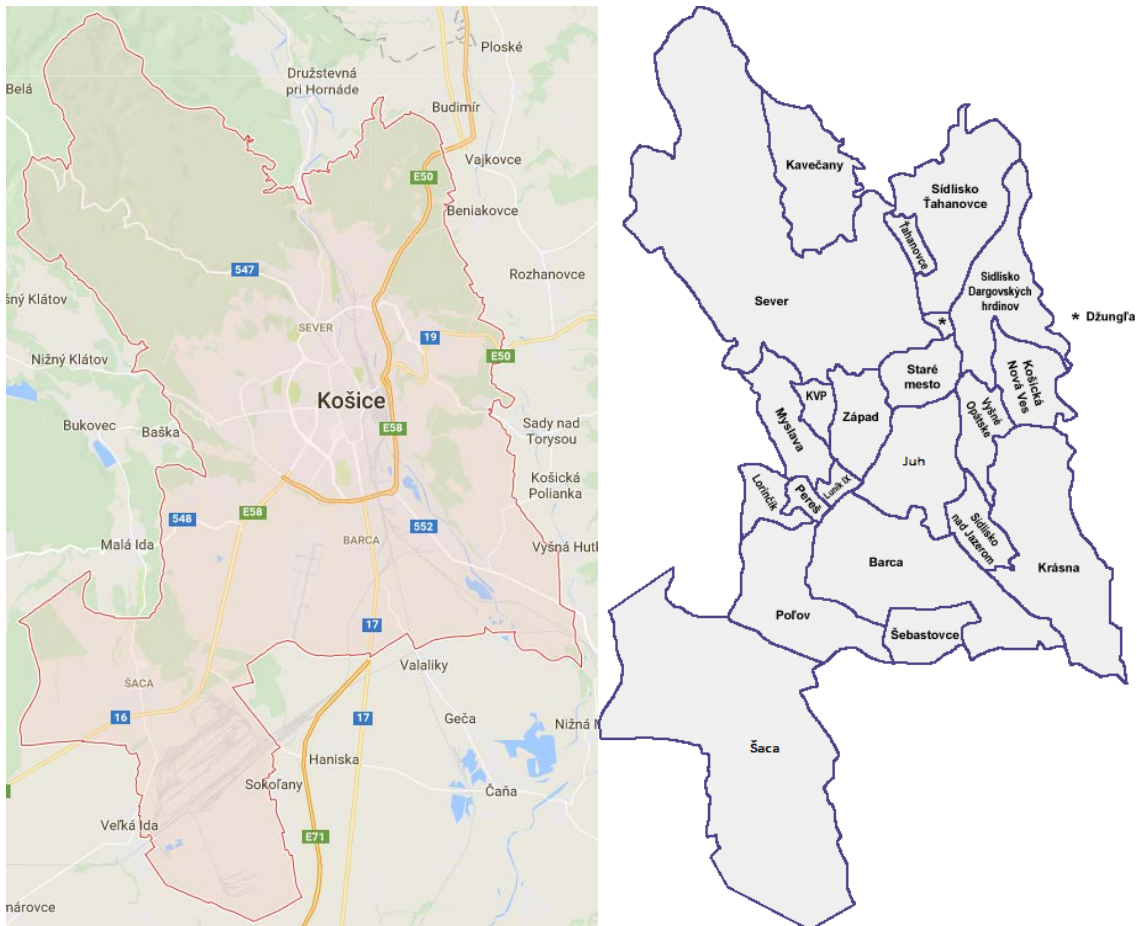 Ploské
Družstevná
pri Hornáde
Belá
Budimír
Vajkovce
E50
Beniakovce
547
Rozhanovce
šný Klátov
SEVER
19
E50
Nižný Klátov
Košice
Bukovec
Baška
E58
Sady nad
Torysou
Košická
Polianka
E58
548
552
Malá Ida
BARCA
Vyšná Hutk
17
Valaliky
ŠACA
16
17
Geča
Nižná M
Haniska
Sokoľany
Čaňa
Veľká Ida
E71
márovce
Kavečany
Sídlisko
Ťahanovce
Ťahanovce
Sever
Sídlisko
Dargovských
hrdinov
*
* Džungľa
Staré
mesto
Košická
Nová Ves
KVP
Západ
Vyšné
Opátske
Myslava
Juh
Lorinčík
Pereš
Luník IX
Sídlisko
nad Jazerom
Barca
Krásna
Poľov
Šebastovce
Šaca